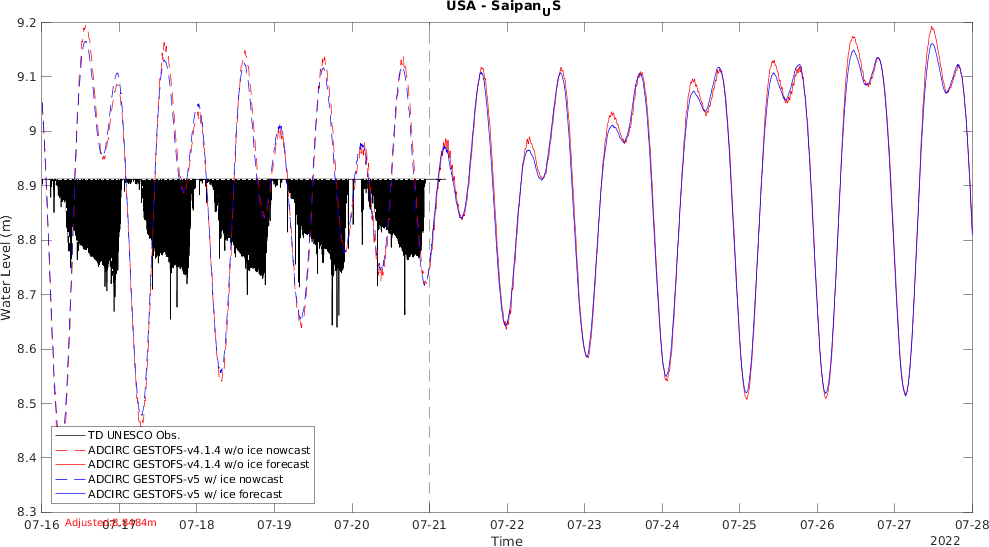 USA - Saipan_US
9.2
9.1
9
8.9
8.8
8.7
8.6
8.5
8.4
8.3
Water Level (m)
TD UNESCO Obs.
ADCIRC GESTOFS-v4.1.4 w/o ice nowcast
ADCIRC GESTOFS-v4.1.4 w/o ice forecast
ADCIRC GESTOFS-v5 w/ ice nowcast
ADCIRC GESTOFS-v5 w/ ice forecast
07-16 07-17 07-18 07-19 07-20 07-21 07-22 07-23 07-24 07-25 07-26 07-27 07-28
Time
2022